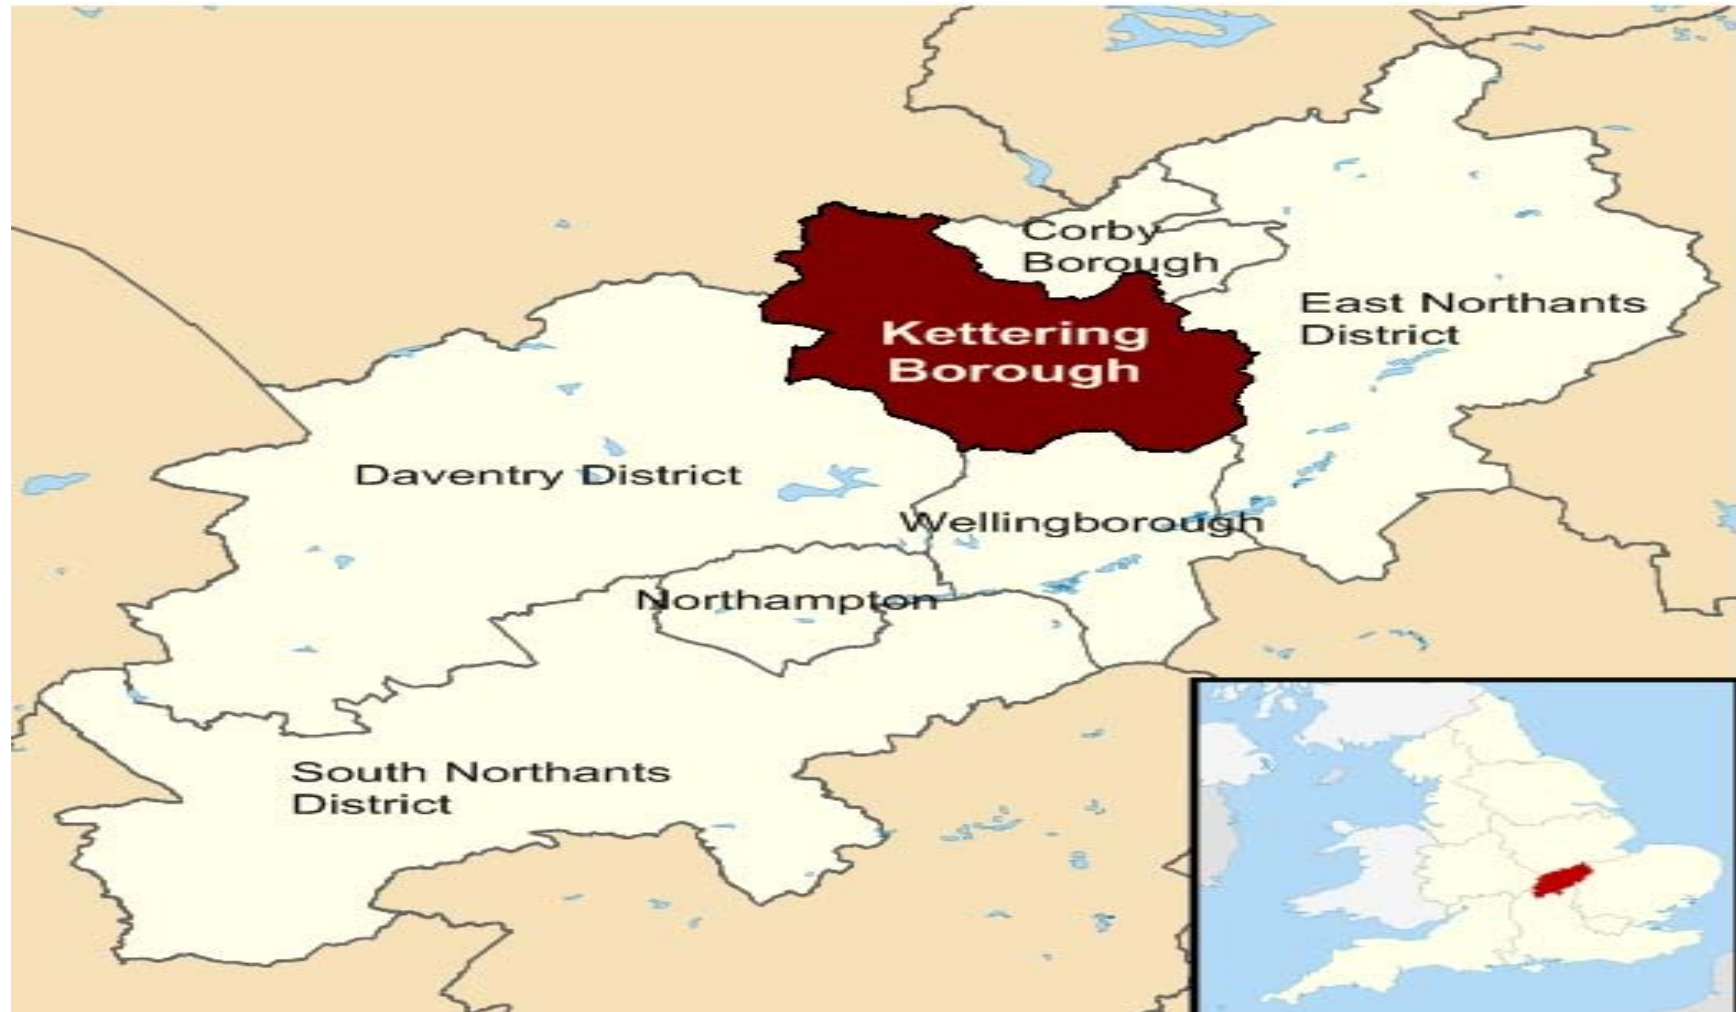 Corby
Borough
East Northants
District
Kettering
Borough
Daventry District
Wellingborough
Northampton
South Northants
District